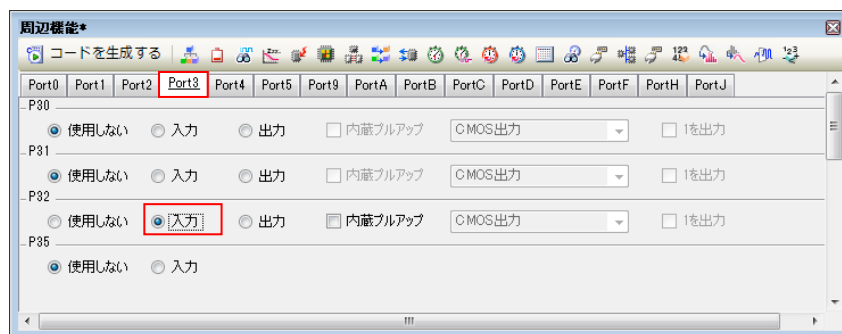 周辺機能*
コードを生成する
Port0 Port1 Port2 Port3 Port4 Port5 Port9 PortA PortB PortC PortD PortE PortF PortH PortJ
P30
使用しない 入力 出力 内蔵プルアップ CMOS出力 1を出力
P31
使用しない 入力 出力 内蔵プルアップ CMOS出力 1を出力
P32
使用しない 入力 出力 内蔵プルアップ CMOS出力 1を出力
P35
使用しない 入力